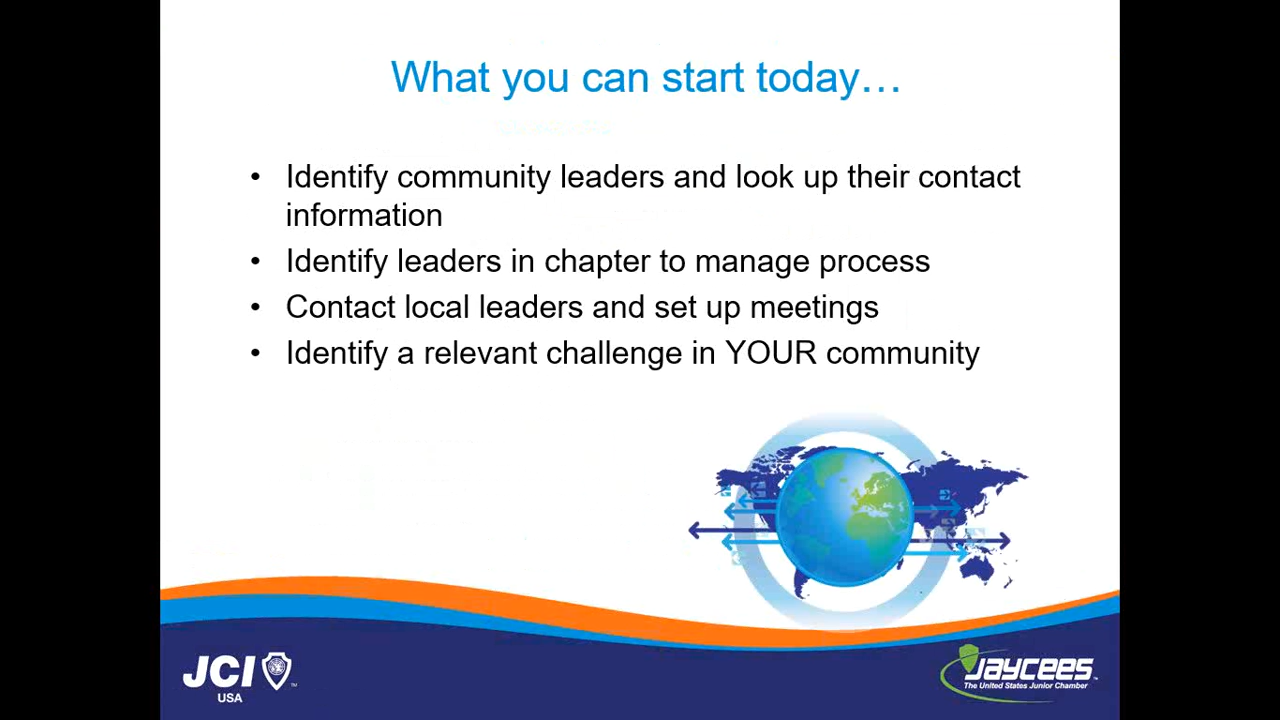 What you can start today…
• Identify community leaders and look up their contact
information
• Identify leaders in chapter to manage process
• Contact local leaders and set up meetings
• Identify a relevant challenge in YOUR community
JCI
USA
Jaycees
The United States Junior Chamber